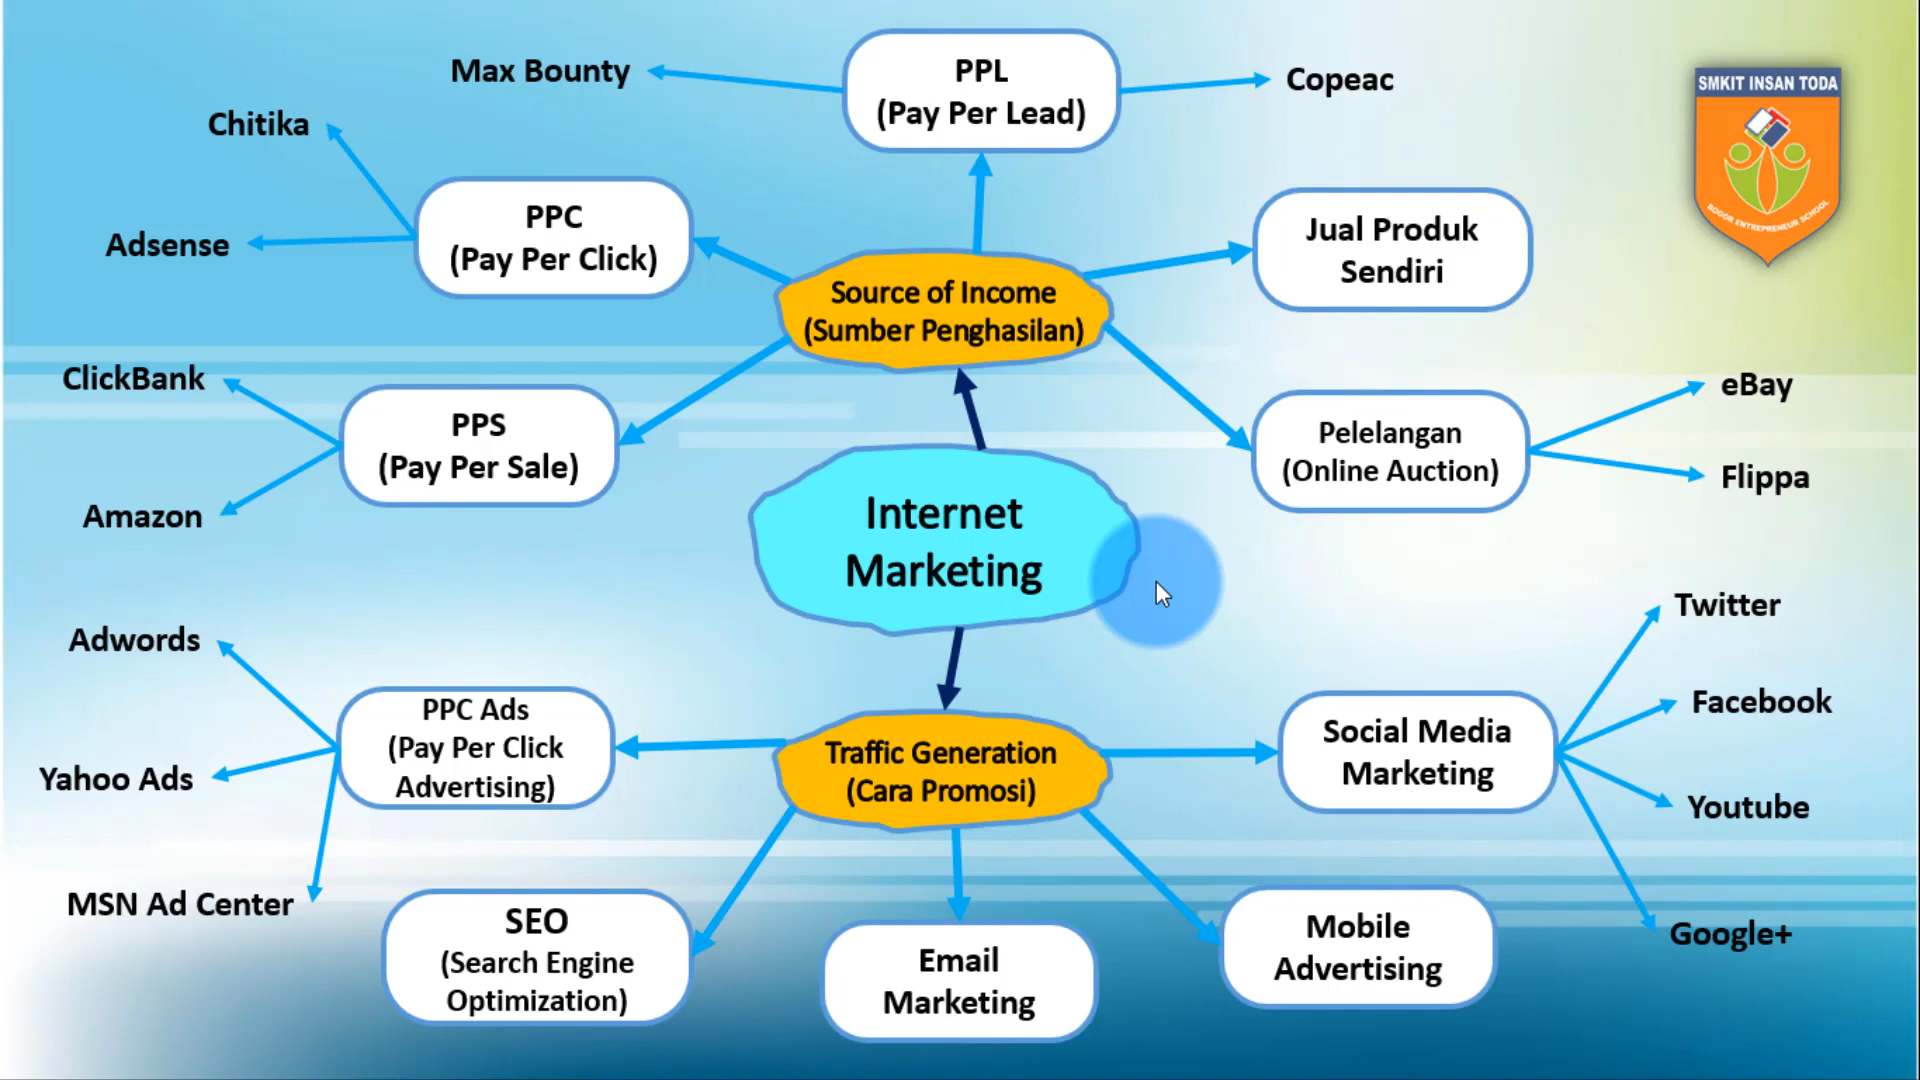 PPL
(Pay Per Lead)
Max Bounty
Copeac
SMKIT INSAN TODA
BOGOR ENTREPRENEUR SCHOOL
Chitika
PPC
(Pay Per Click)
Adsense
Jual Produk
Sendiri
Source of Income
(Sumber Penghasilan)
ClickBank
PPS
(Pay Per Sale)
Amazon
Pelelangan
(Online Auction)
eBay
Flippa
Internet
Marketing
Adwords
PPC Ads
(Pay Per Click
Advertising)
Yahoo Ads
MSN Ad Center
Traffic Generation
(Cara Promosi)
Social Media
Marketing
Twitter
Facebook
Youtube
Google+
SEO
(Search Engine
Optimization)
Email
Marketing
Mobile
Advertising